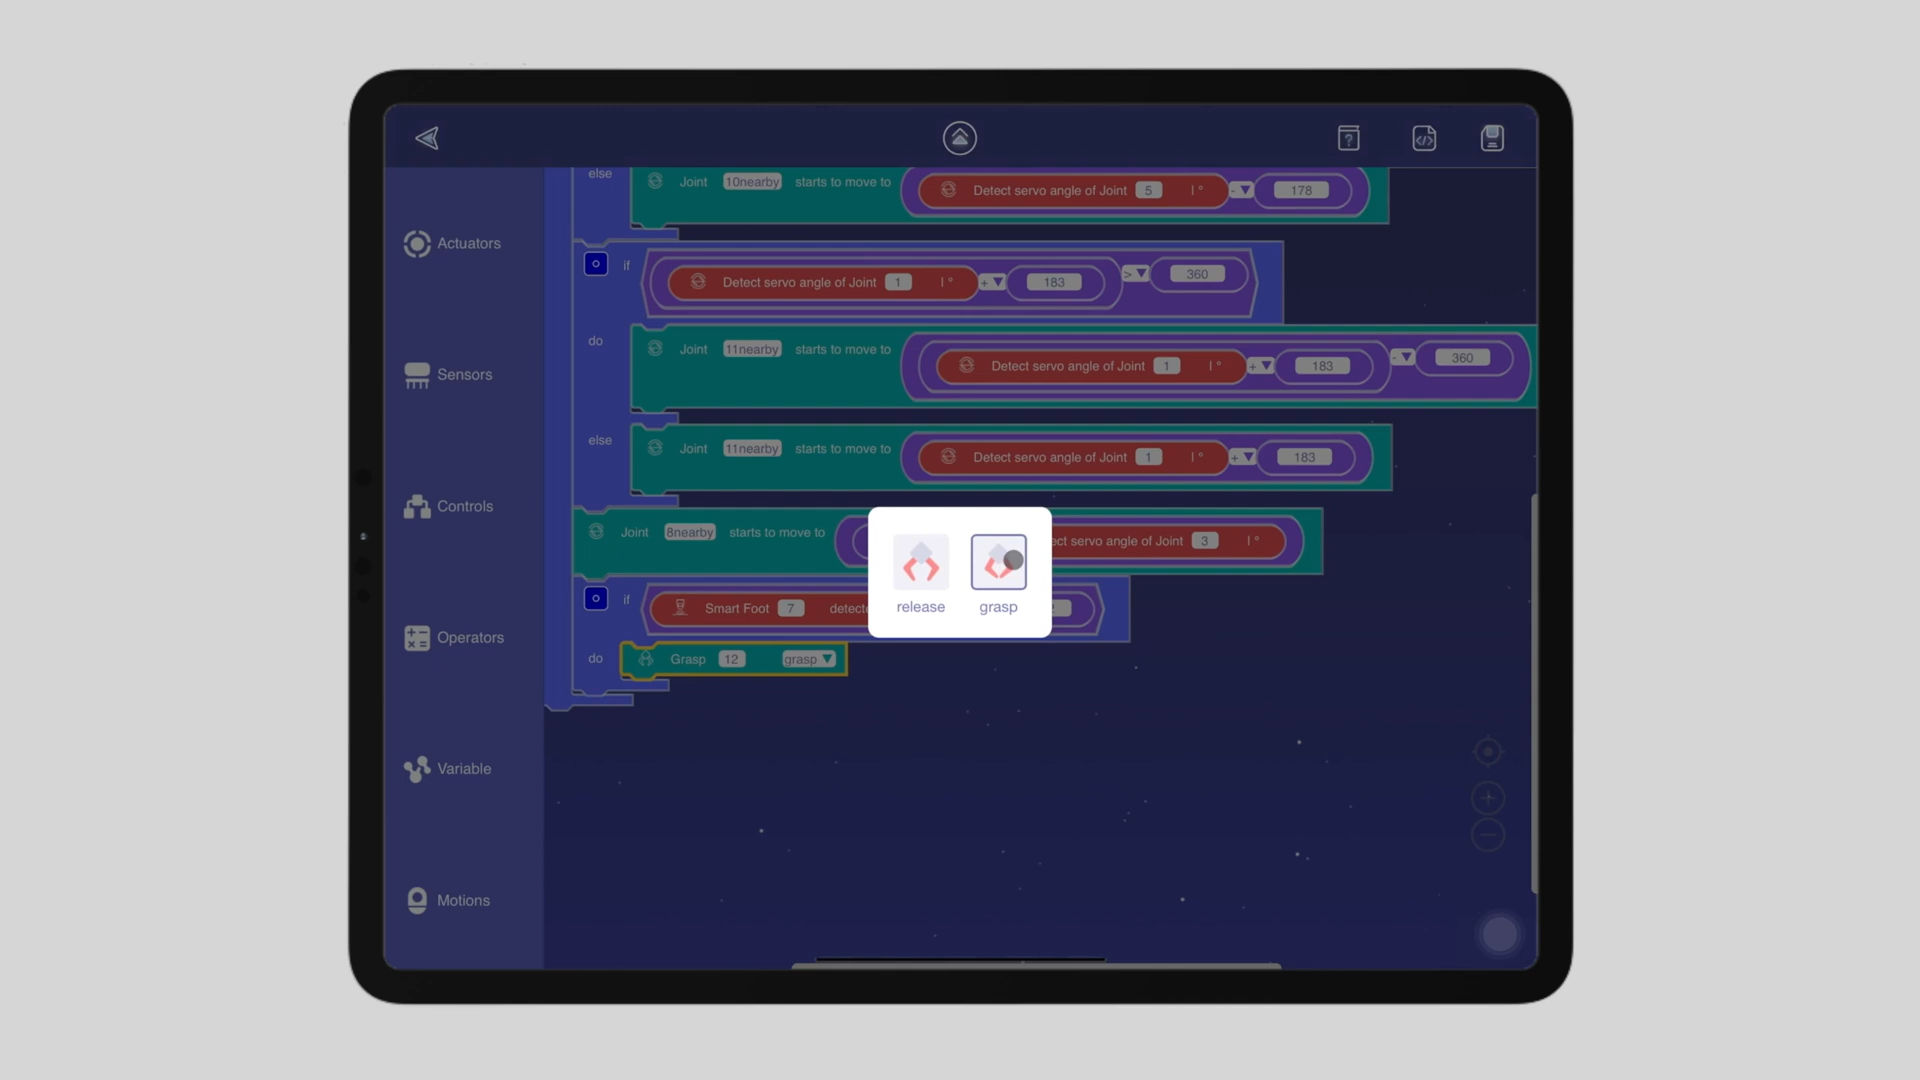 else
Joint 10nearby starts to move to Detect servo angle of Joint 5 ° - 178
Actuators
if Detect servo angle of Joint 1 ° + 183 > 360
do Joint 11nearby starts to move to Detect servo angle of Joint 1 ° + 183 - 360
Sensors
else Joint 11nearby starts to move to Detect servo angle of Joint 1 ° + 183
Controls
Joint 8nearby starts to move to ect servo angle of Joint 3 °
release
grasp
if Smart Foot 7 detecte
Operators
do Grasp 12 grasp
Variable
Motions